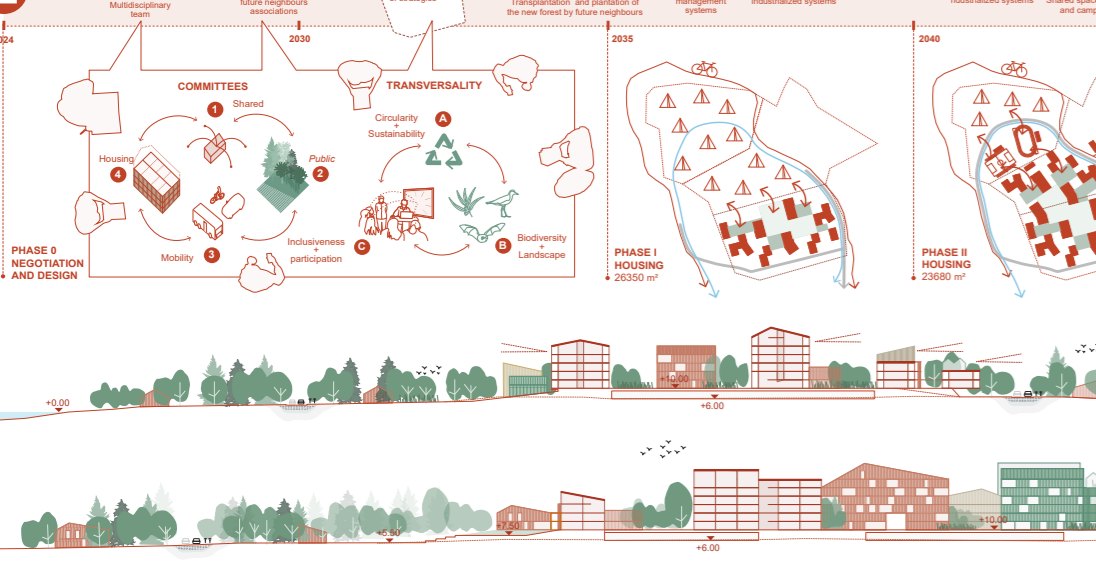 Multidisciplinary
team
future neighbours
associations
Transplantation and plantation of
the new forest by future neighbours
management
systems
industrialized systems
industrialized systems
Shared spac
and camp
024
2030
2035
2040
COMMITTEES
1
Shared
Public
2
Housing
4
Mobility
3
TRANSVERSALITY
Circularity
+
Sustainability
A
C
Inclusiveness
+
participation
B
Biodiversity
+
Landscape
PHASE 0
NEGOTIATION
AND DESIGN
PHASE I
HOUSING
26350 m²
PHASE II
HOUSING
23680 m²
+0.00
+10.00
+6.00
+5.50
+7.50
+6.00
+10.00